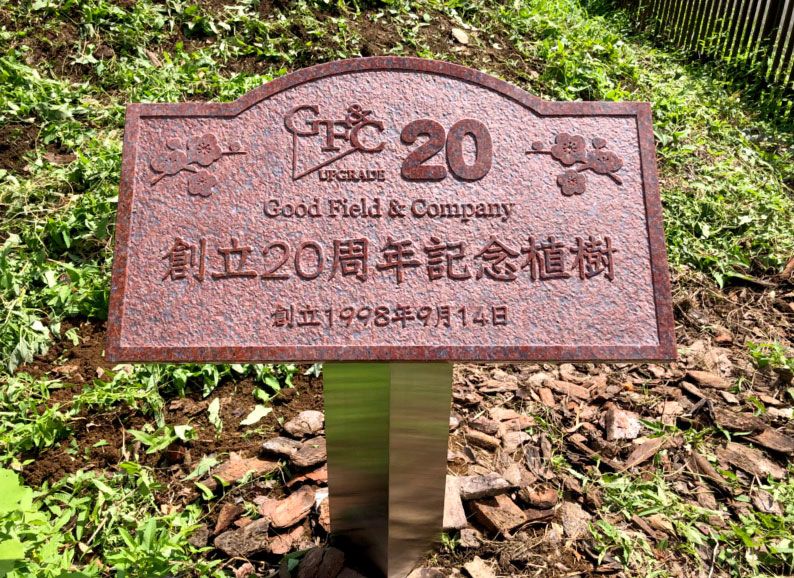 GF&C 20
UPGRADE
Good Field & Company
創立20周年記念植樹
創立1998年9月14日